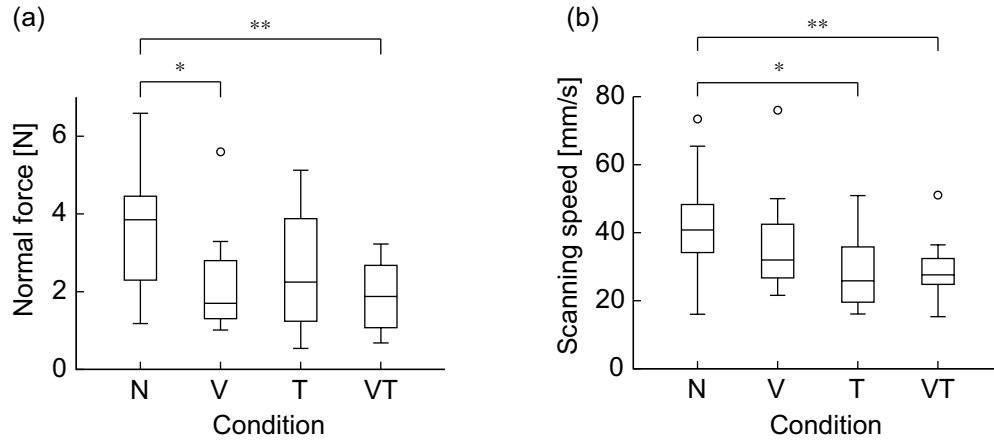 (a)
**
*
Normal force [N]
6
4
2
0
N V T VT
Condition
(b)
**
*
Scanning speed [mm/s]
80
60
40
20
0
N V T VT
Condition